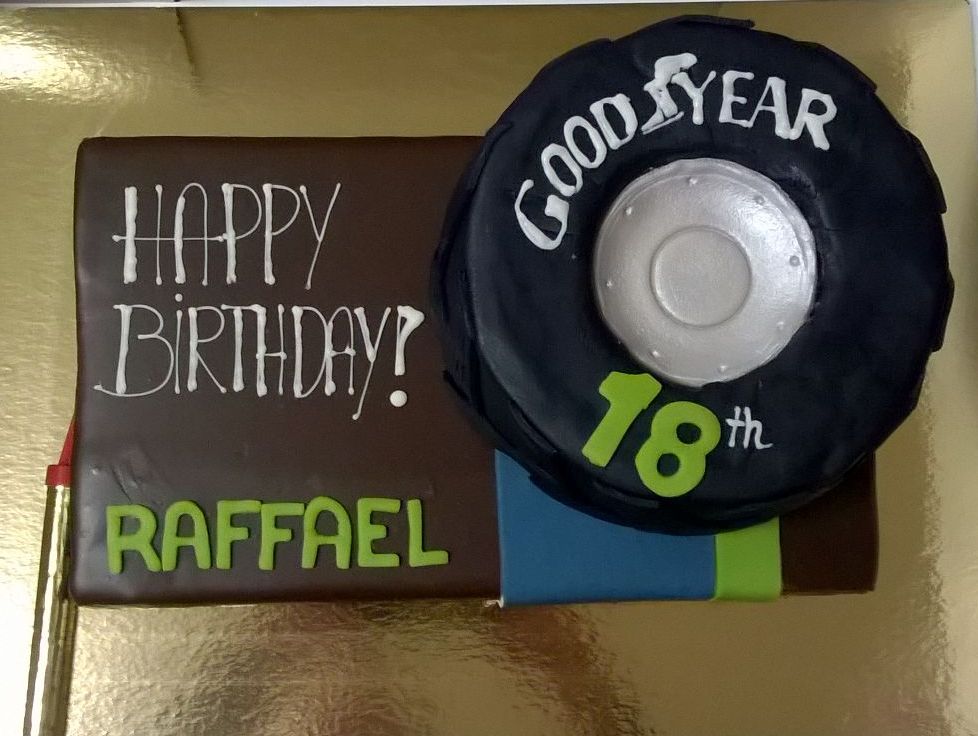 HAPPY
BiRTHDAY!
RAFFAEL
GOODYEAR
18th